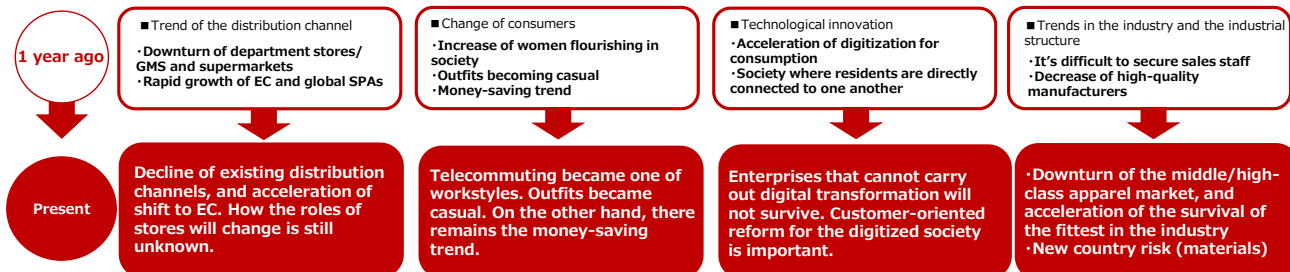 1 year ago
■Trend of the distribution channel
・Downturn of department stores/
GMS and supermarkets
・Rapid growth of EC and global SPAs
■Change of consumers
・Increase of women flourishing in
society
・Outfits becoming casual
・Money-saving trend
■Technological innovation
・Acceleration of digitization for
consumption
・Society where residents are directly
connected to one another
■Trends in the industry and the industrial
structure
・It’s difficult to secure sales staff
・Decrease of high-quality
manufacturers
Present
Decline of existing distribution
channels, and acceleration of
shift to EC. How the roles of
stores will change is still
unknown.
Telecommuting became one of
workstyles. Outfits became
casual. On the other hand, there
remains the money-saving
trend.
Enterprises that cannot carry
out digital transformation will
not survive. Customer-oriented
reform for the digitized society
is important.
・Downturn of the middle/high-
class apparel market, and
acceleration of the survival of
the fittest in the industry
・New country risk (materials)